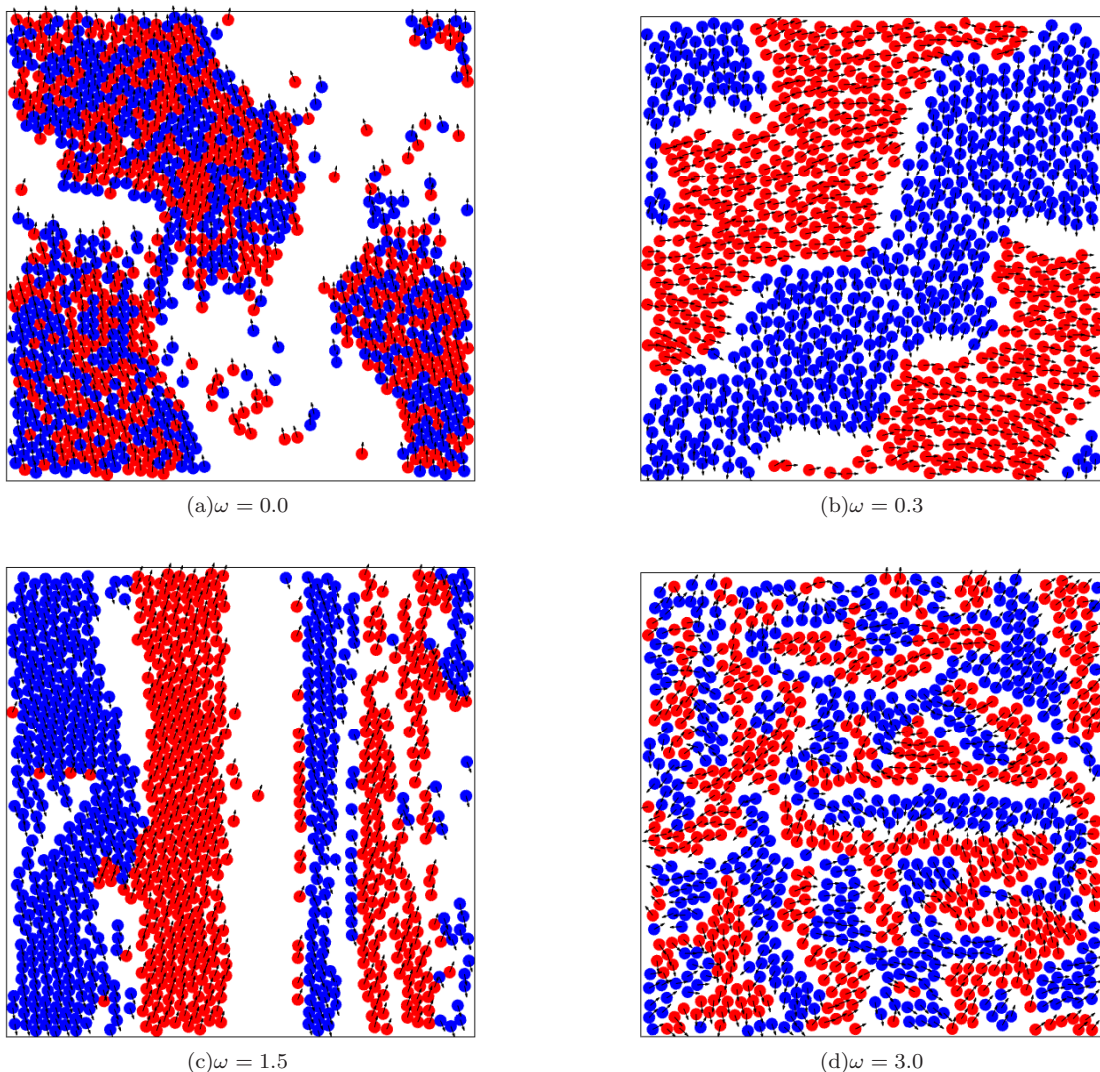 (a)ω = 0.0
(b)ω = 0.3
(c)ω = 1.5
(d)ω = 3.0